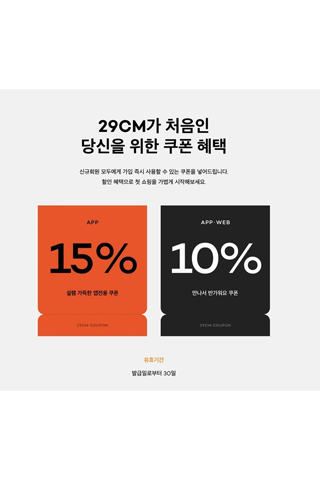 29CM가 처음인
당신을 위한 쿠폰 혜택
신규회원 모두에게 가입 즉시 사용할 수 있는 쿠폰을 넣어드립니다.
할인 혜택으로 첫 쇼핑을 가볍게 시작해보세요.
APP
15%
설렘 가득한 앱전용 쿠폰
29CM COUPON
APP·WEB
10%
만나서 반가워요 쿠폰
29CM COUPON
유효기간
발급일로부터 30일